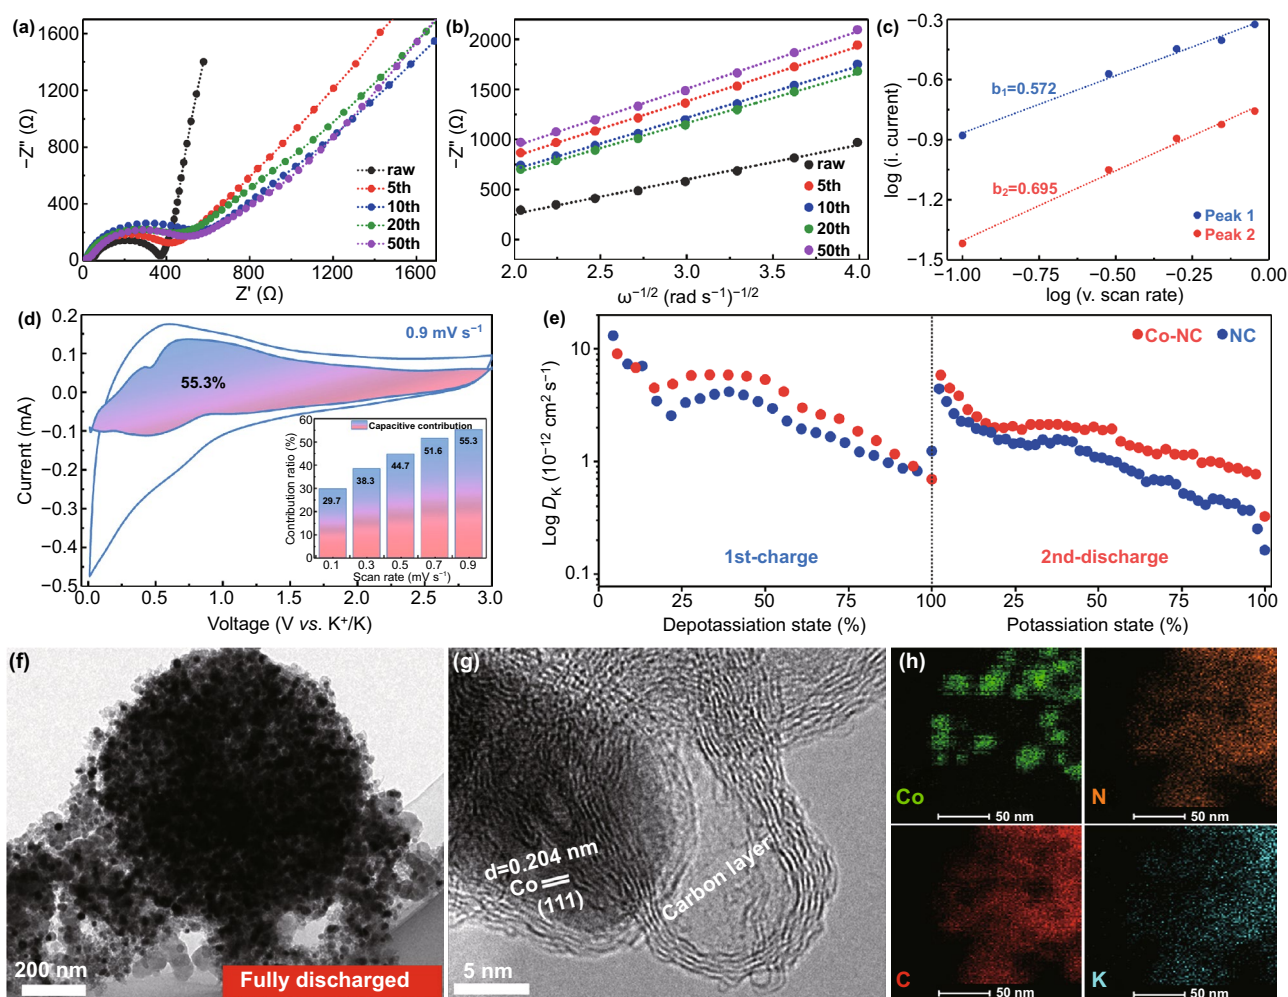 (a)
1600
1200
800
400
0
−Z'' (Ω)
raw
5th
10th
20th
50th
0 400 800 1200 1600
Z' (Ω)
(b)
2000
1500
1000
500
0
−Z'' (Ω)
raw
5th
10th
20th
50th
2.0 2.5 3.0 3.5 4.0
ω−1/2 (rad s−1)−1/2
(c)
−0.3
−0.6
−0.9
−1.2
−1.5
log (i. current)
b1=0.572
b2=0.695
Peak 1
Peak 2
−1.00 −0.75 −0.50 −0.25 0.00
log (v. scan rate)
(d)
0.2
0.1
0.0
−0.1
−0.2
−0.3
−0.4
−0.5
Current (mA)
0.9 mV s−1
55.3%
60
50
40
30
20
10
0
Contribution ratio (%)
Capacitive contribution
29.7
38.3
44.7
51.6
55.3
0.1 0.3 0.5 0.7 0.9
Scan rate (mV s−1)
0.0 0.5 1.0 1.5 2.0 2.5 3.0
Voltage (V vs. K+/K)
(e)
10
1
0.1
Log DK (10−12 cm2 s−1)
Co-NC NC
1st-charge
2nd-discharge
0 25 50 75 100 25 50 75 100
Depotassiation state (%)
Potassiation state (%)
(f)
200 nm
Fully discharged
(g)
d=0.204 nm
Co
(111)
Carbon layer
5 nm
(h)
Co
50 nm
N
50 nm
C
50 nm
K
50 nm